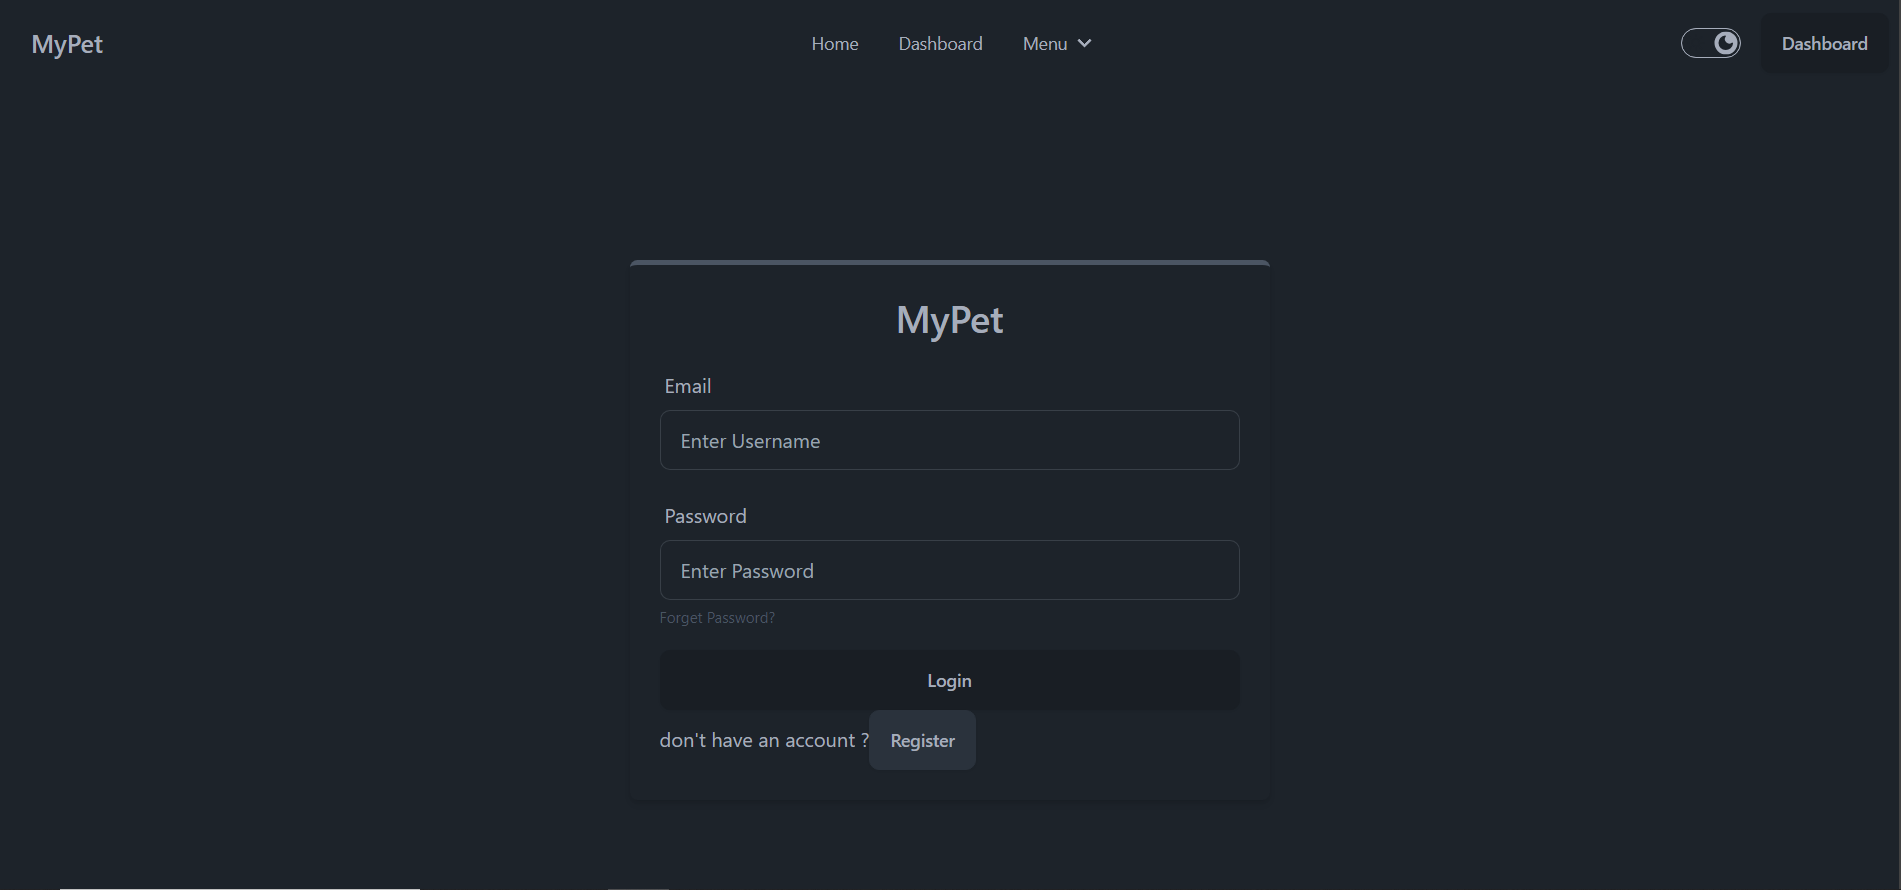 MyPet Home Dashboard Menu Dashboard
MyPet
Email
Enter Username
Password
Enter Password
Forget Password?
Login
don't have an account ? Register